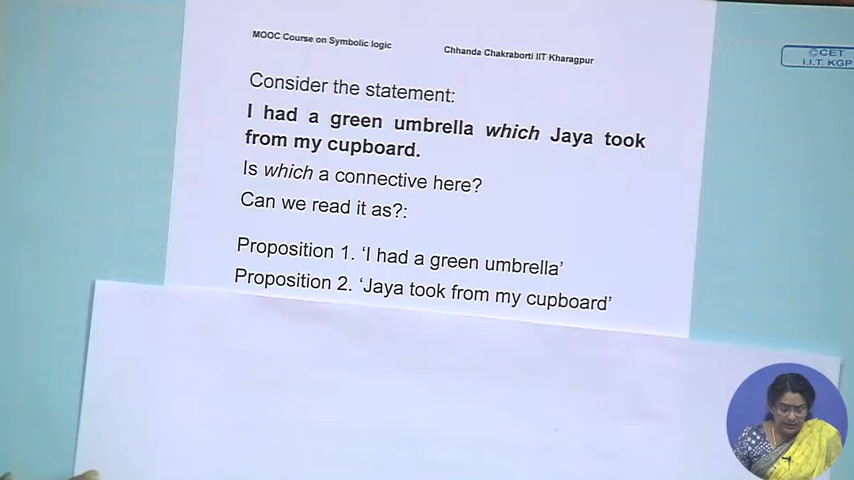 MOOC Course on Symbolic logic Chhanda Chakraborti IIT Kharagpur
©CET
I.I.T. KGP
Consider the statement:
I had a green umbrella which Jaya took
from my cupboard.
Is which a connective here?
Can we read it as?:
Proposition 1. ‘I had a green umbrella’
Proposition 2. ‘Jaya took from my cupboard’